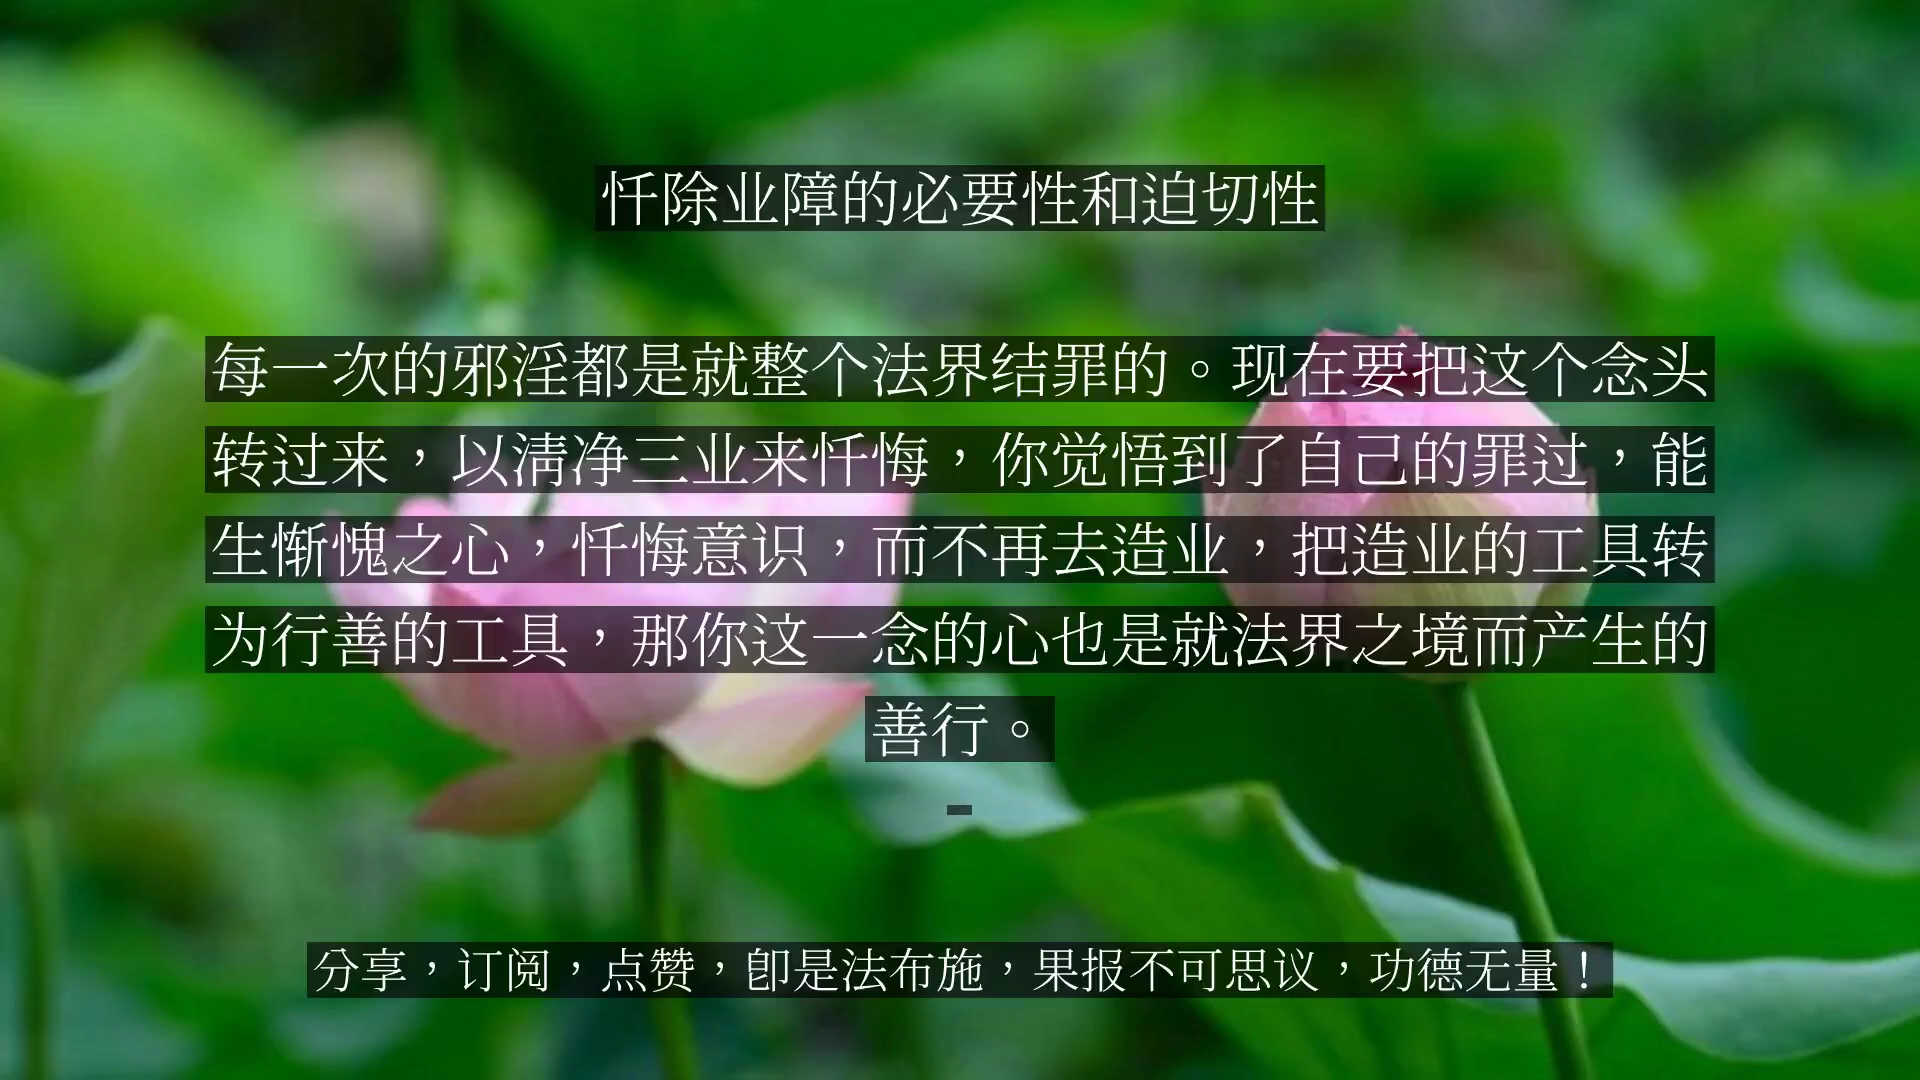 忏除业障的必要性和迫切性
每一次的邪淫都是就整个法界结罪的。现在要把这个念头
转过来，以清净三业来忏悔，你觉悟到了自己的罪过，能
生惭愧之心，忏悔意识，而不再去造业，把造业的工具转
为行善的工具，那你这一念的心也是就法界之境而产生的
善行。
分享，订阅，点赞，即是法布施，果报不可思议，功德无量！